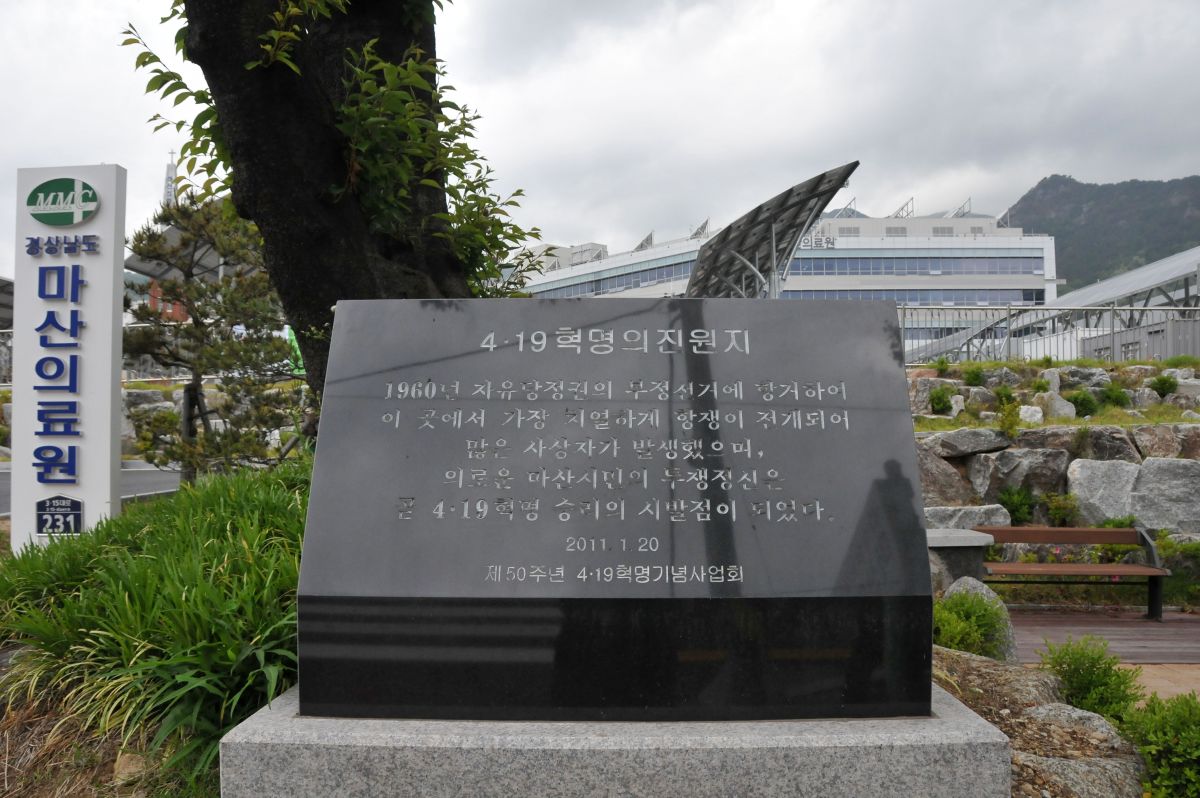 MMC
경상남도
마산의료원
3·15대로
231
의료원
4·19혁명의진원지
1960년 자유당정권의 부정선거에 항거하여
이 곳에서 가장 치열하게 항쟁이 전개되어
많은 사상자가 발생했으며,
의로운 마산시민의 투쟁정신은
곧 4·19혁명 승리의 시발점이 되었다.
2011. 1. 20
제50주년 4·19혁명기념사업회